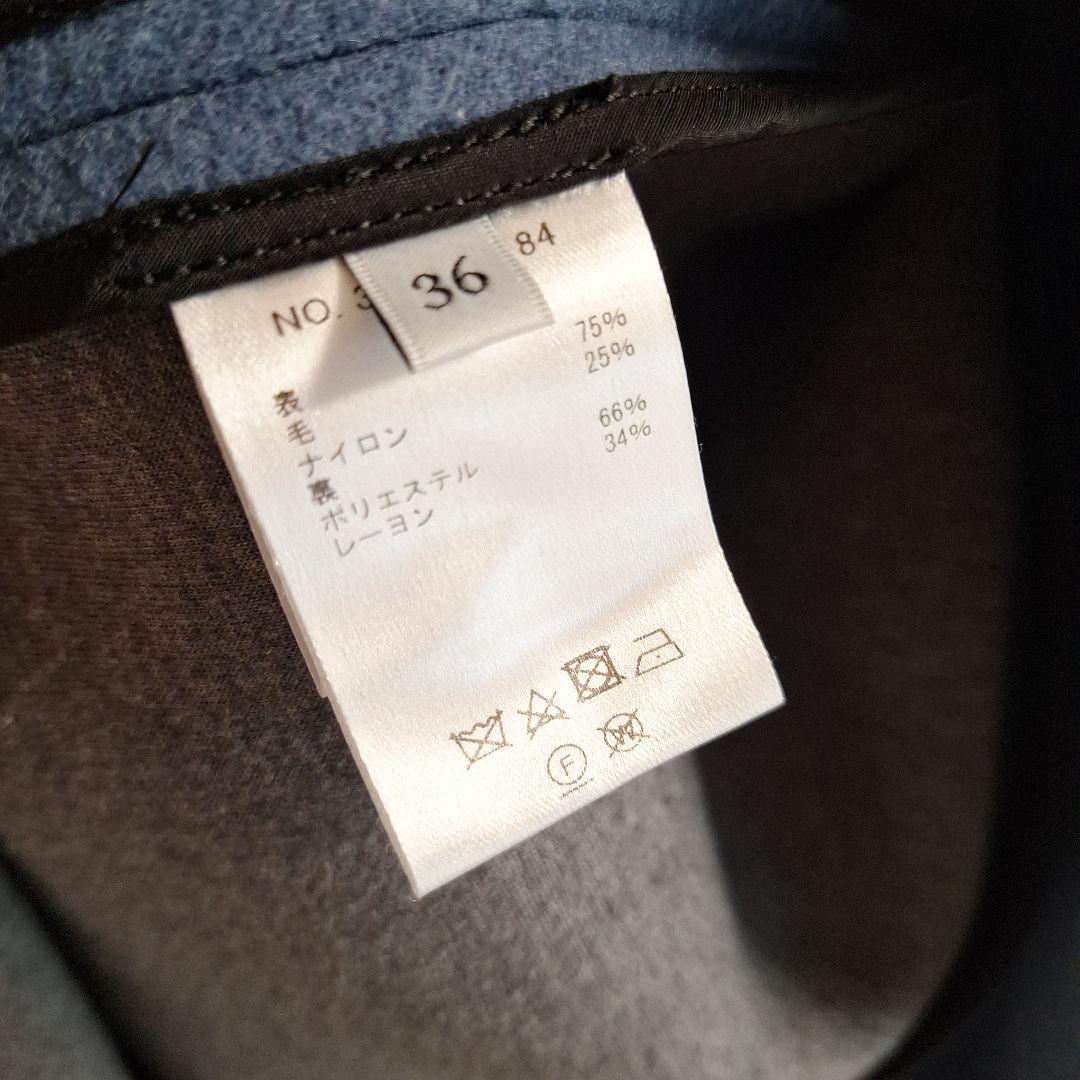 NO. 3
36
84
表
毛 75%
ナイロン 25%
裏
ポリエステル 66%
レーヨン 34%
F
W